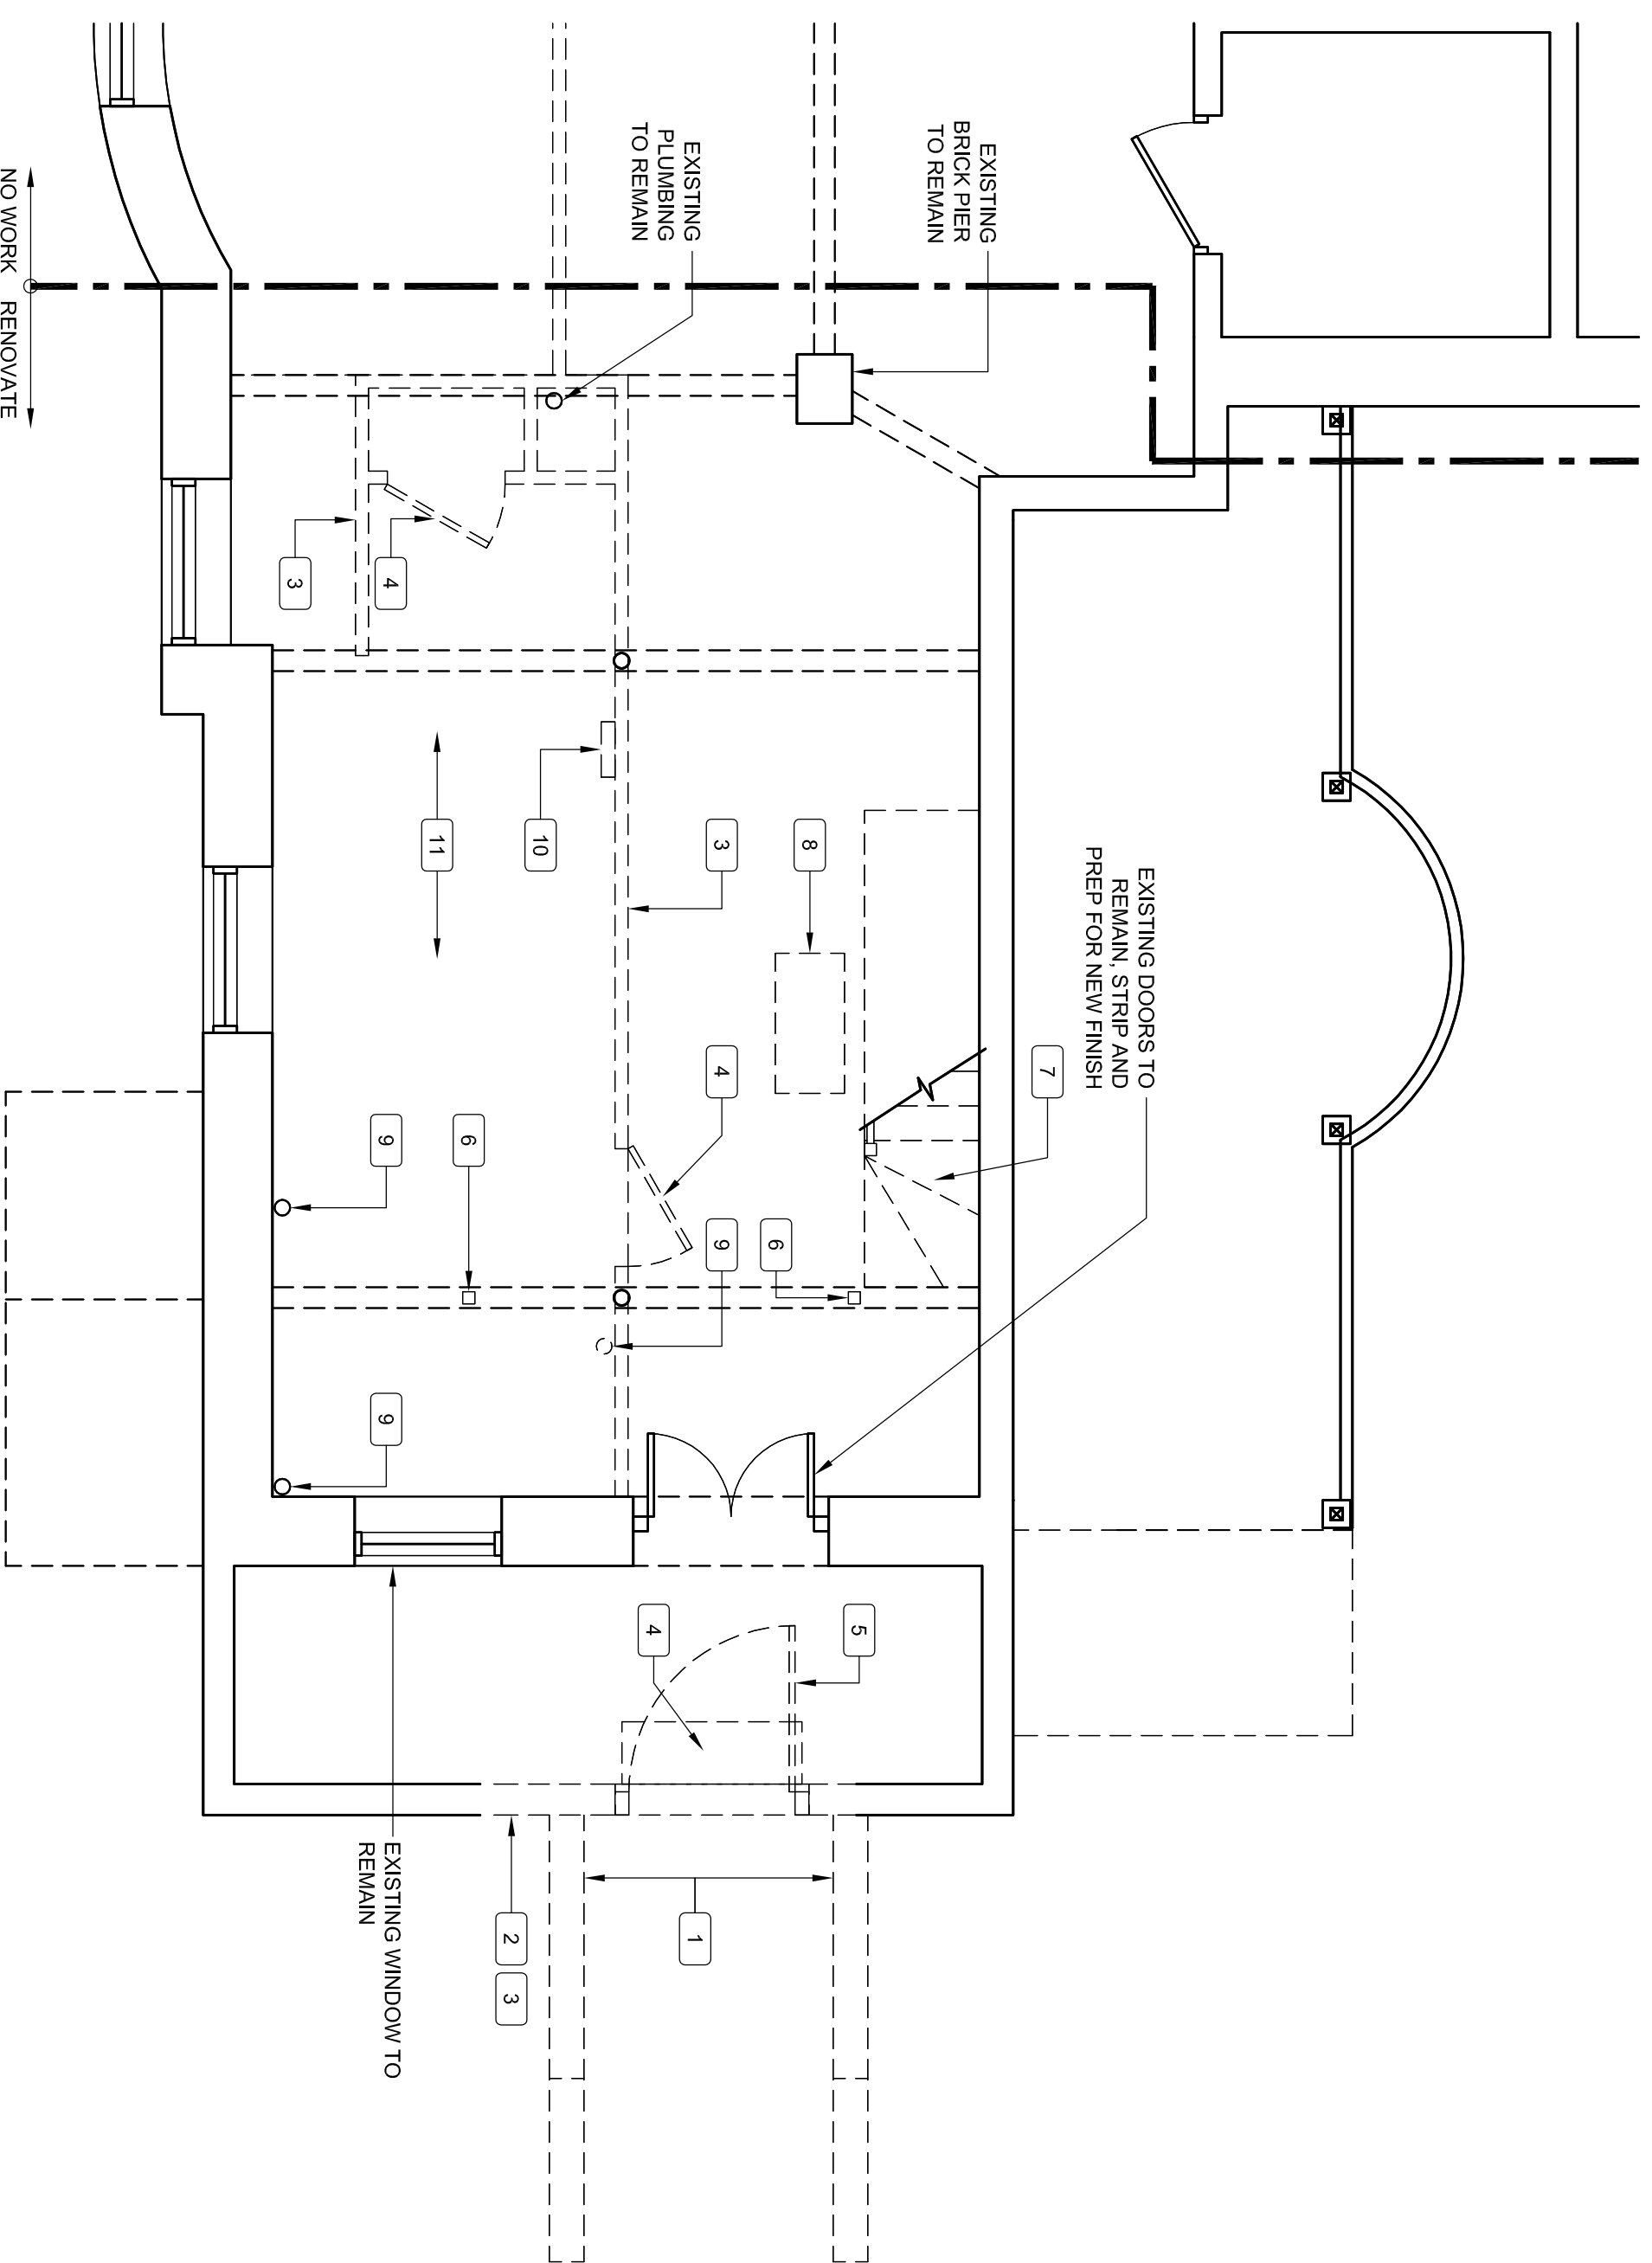 EXISTING DOORS TO
REMAIN, STRIP AND
PREP FOR NEW FINISH
7
EXISTING
BRICK PIER
TO REMAIN
5
8
6
3
4
9
EXISTING
PLUMBING
TO REMAIN
1
4
10
2 3
6
11
4
9
9
EXISTING WINDOW TO
REMAIN
3
NO WORK RENOVATE